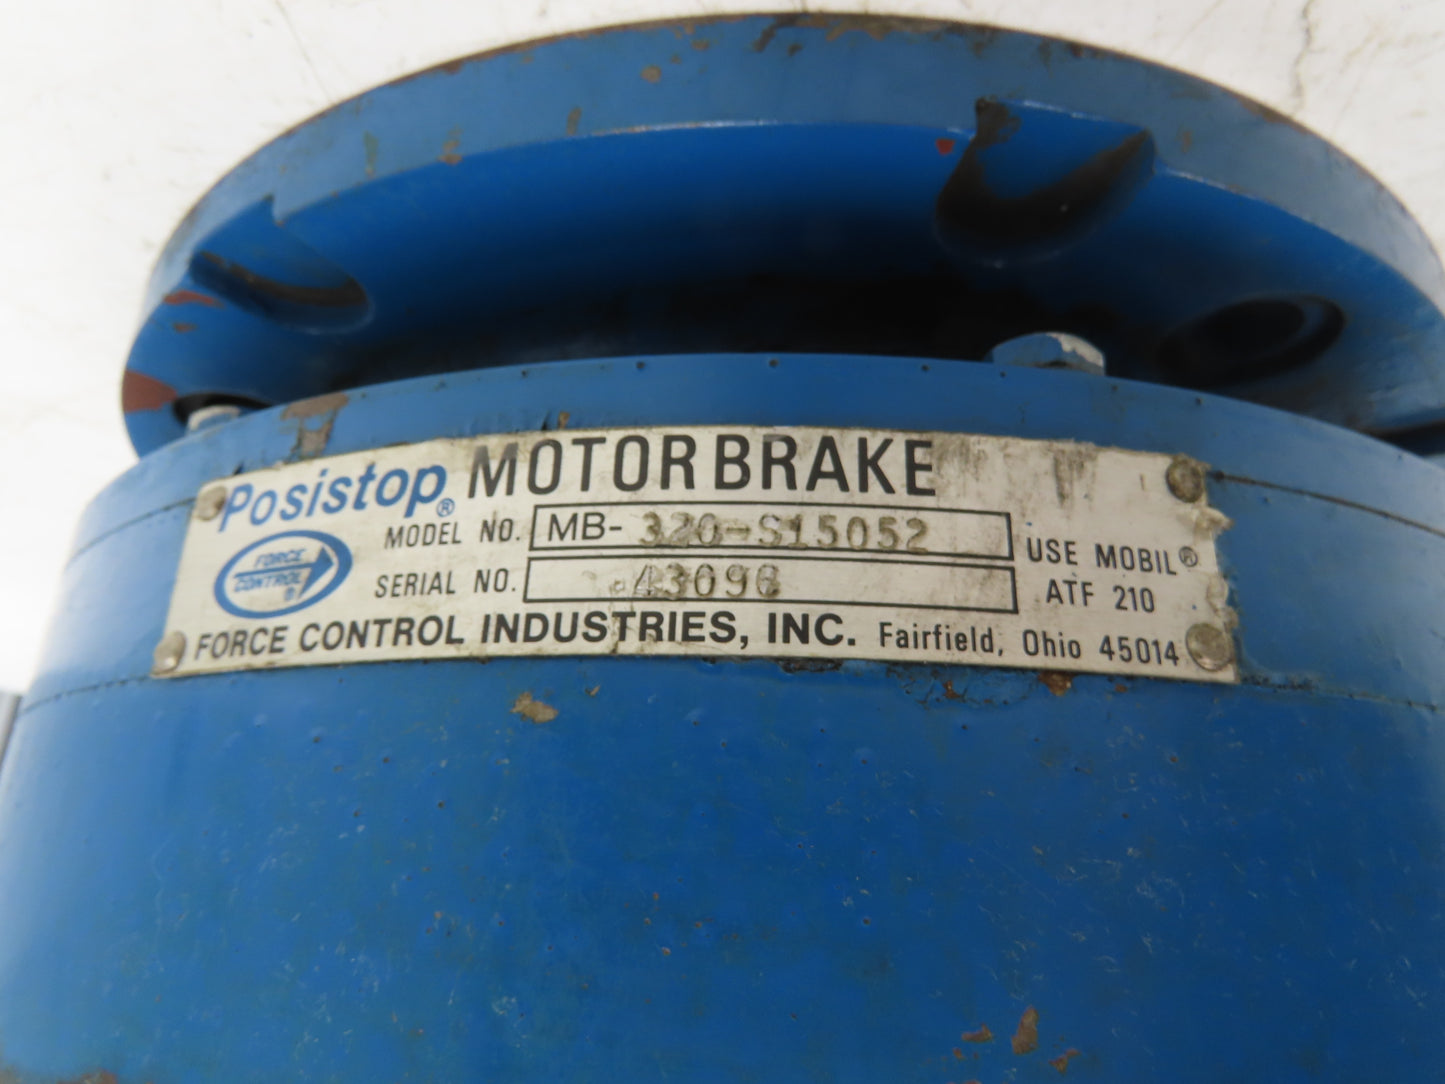 Posistop® MOTOR BRAKE
MODEL NO. MB- 320-S15052
FORCE CONTROL ®
SERIAL NO. 43096
USE MOBIL®
ATF 210
FORCE CONTROL INDUSTRIES, INC. Fairfield, Ohio 45014